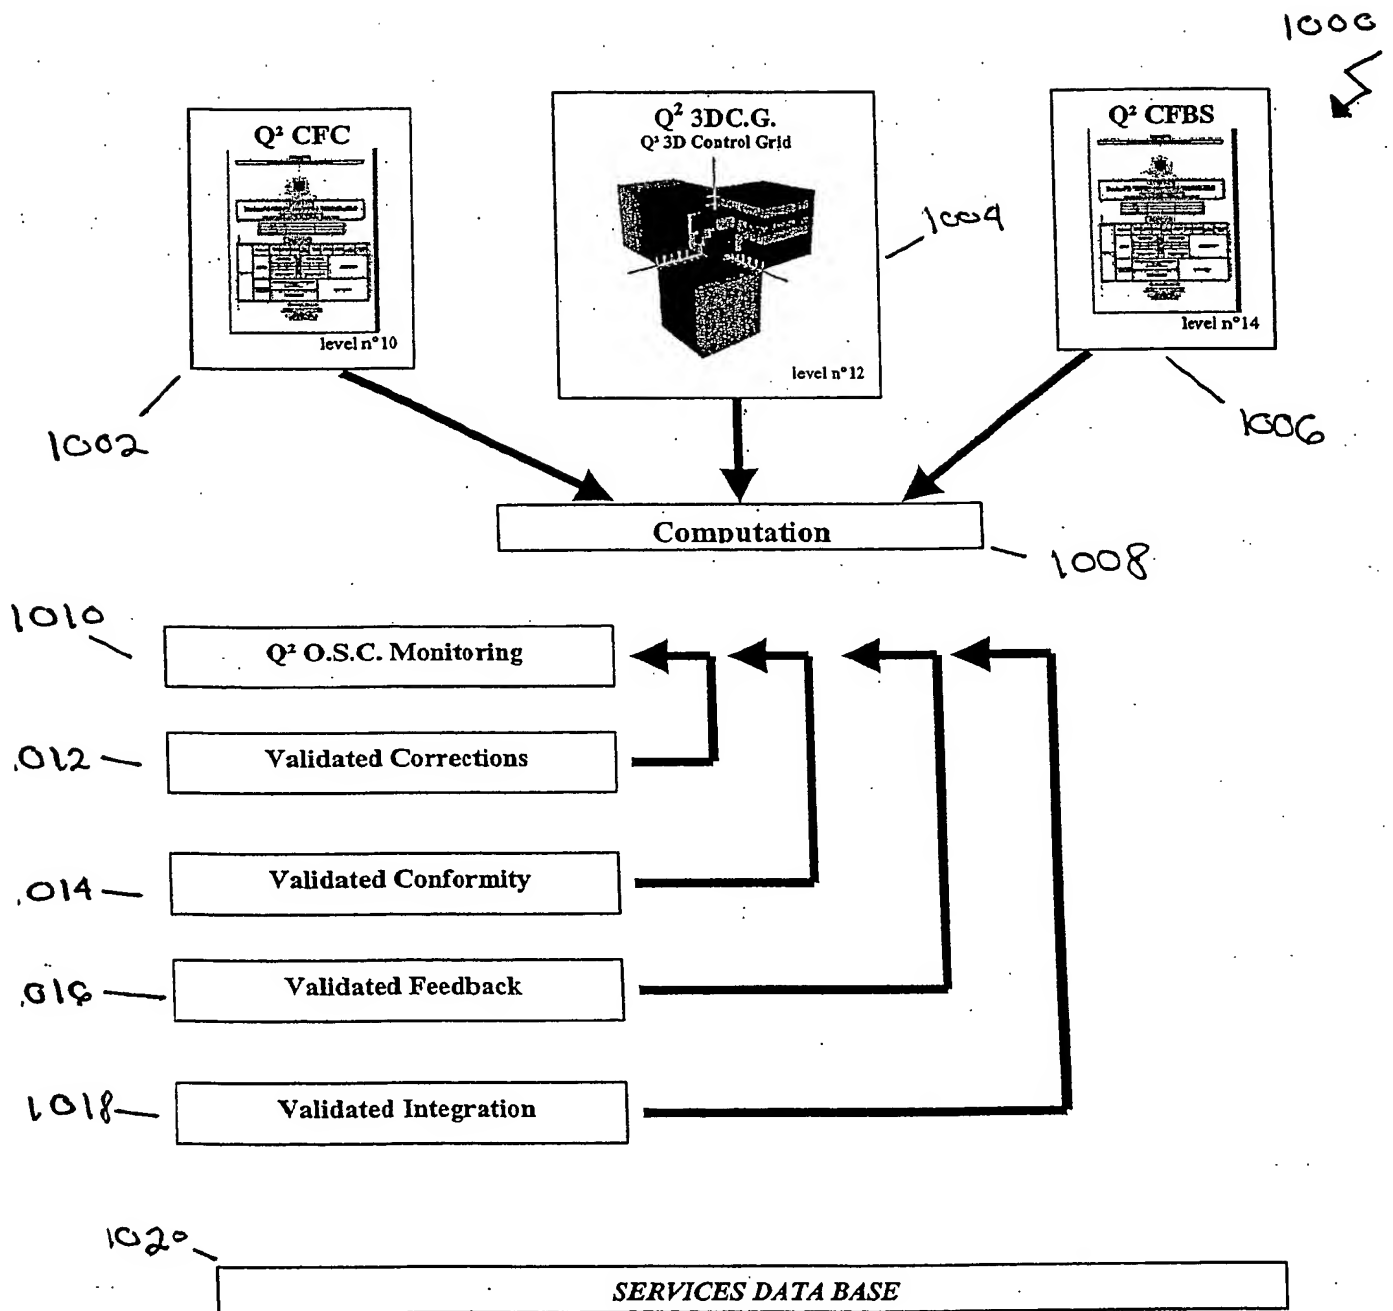 1000
Q² CFC
level n°10
Q² 3DC.G.
Q² 3D Control Grid
level n°12
Q² CFBS
level n°14
1004
1002
1006
Computation
1008
1010
Q² O.S.C. Monitoring
.012
Validated Corrections
.014
Validated Conformity
.016
Validated Feedback
1018
Validated Integration
1020
SERVICES DATA BASE